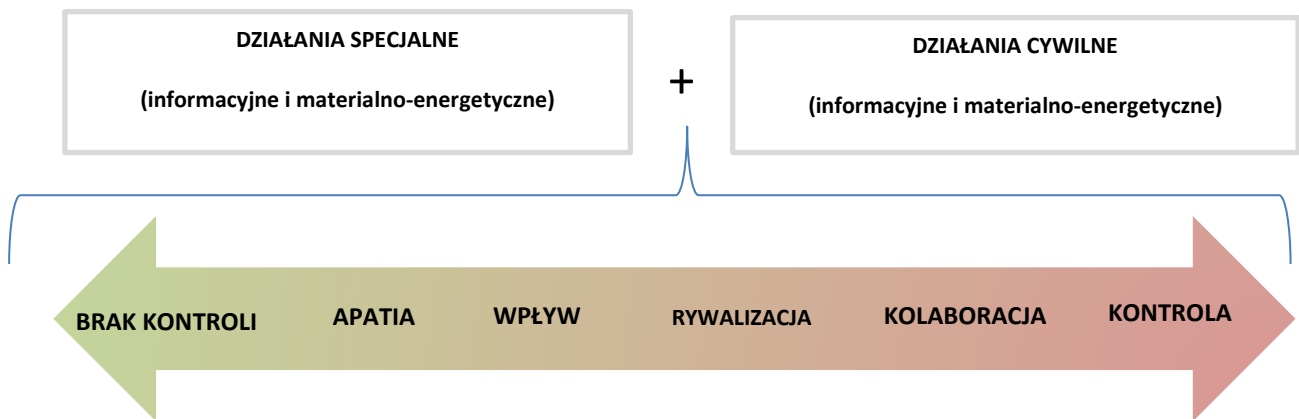 DZIAŁANIA SPECJALNE
(informacyjne i materialno-energetyczne)
+
DZIAŁANIA CYWILNE
(informacyjne i materialno-energetyczne)
BRAK KONTROLI APATIA WPŁYW RYWALIZACJA KOLABORACJA KONTROLA